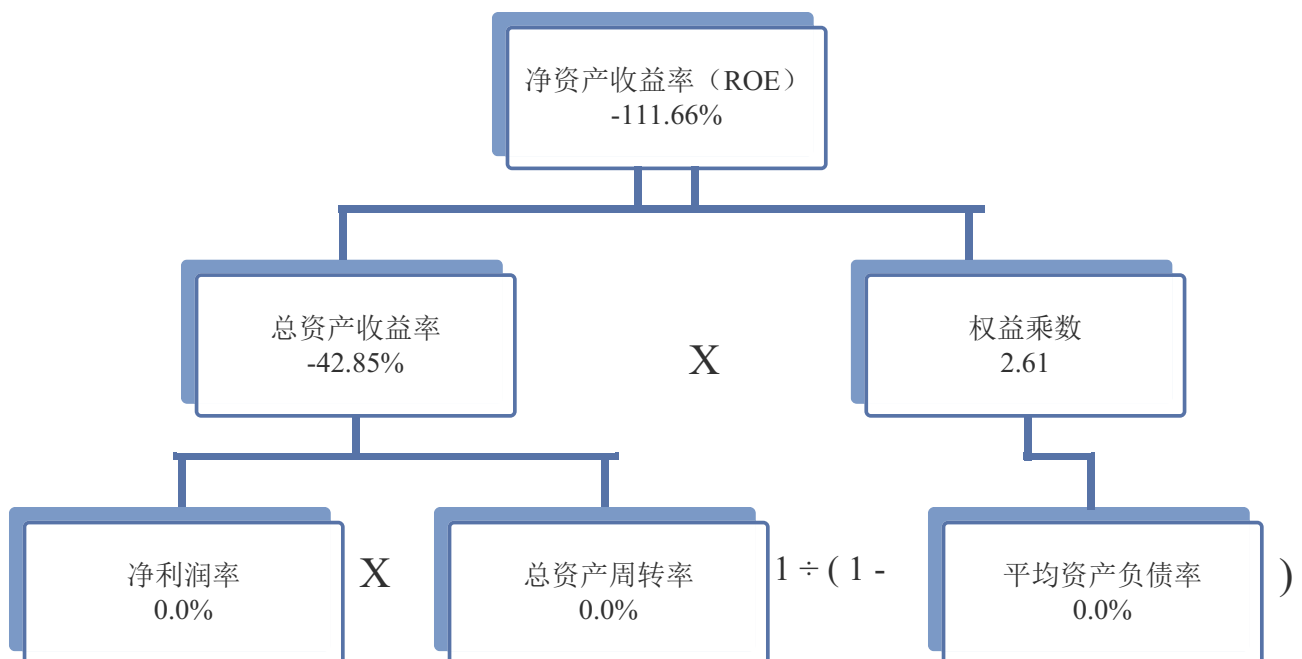 净资产收益率（ROE）
-111.66%
总资产收益率
-42.85%
X
权益乘数
2.61
净利润率
0.0%
X
总资产周转率
0.0%
1 ÷ ( 1 -
平均资产负债率
0.0%
)